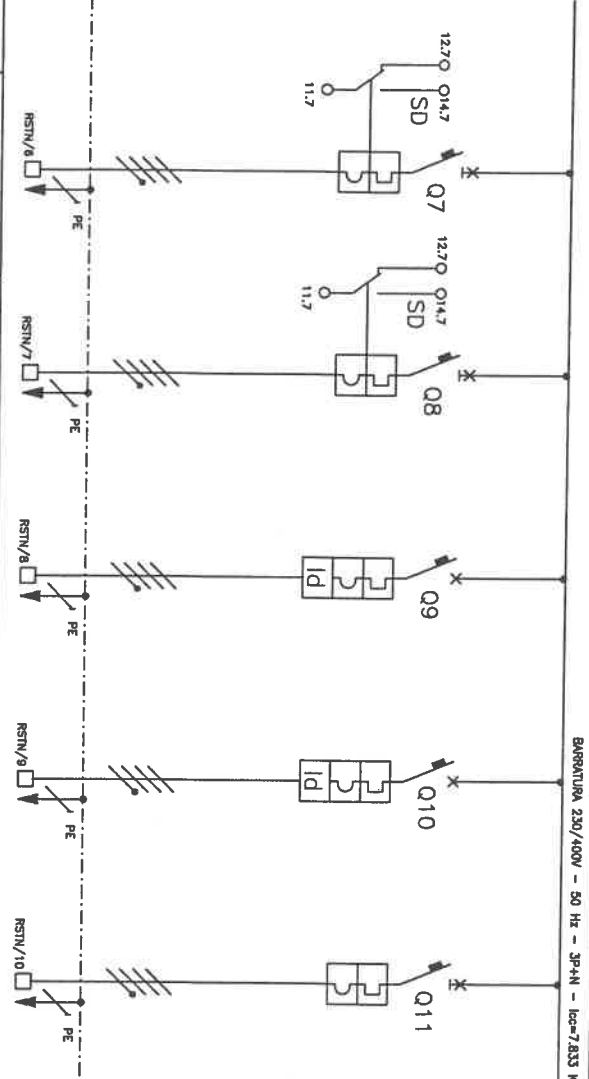 BARRATURA 230/400V - 50 Hz - 3P+N - Icc=7.833
12.7
14.7
SD
11.7
Q7
12.7
14.7
SD
11.7
Q8
Id
Q9
Id
Q10
Q11
RSTN/6
PE
RSTN/7
PE
RSTN/8
PE
RSTN/9
PE
RSTN/10
PE